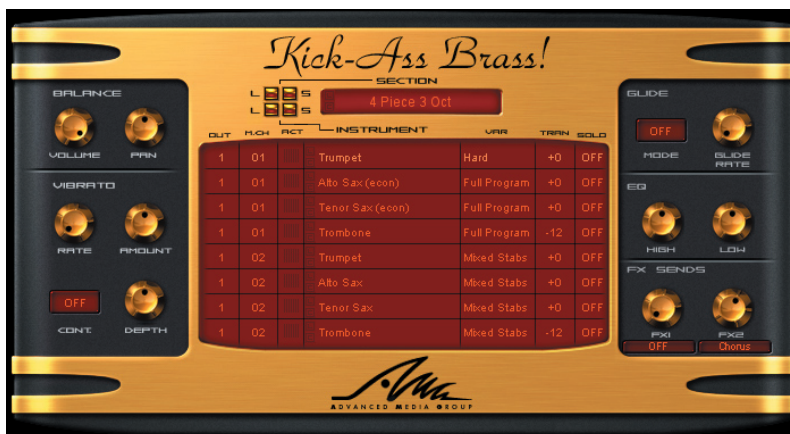 Kick-Ass Brass!
SECTION
L S
L S
4 Piece 3 Oct
INSTRUMENT
BALANCE
VOLUME PAN
VIBRATO
RATE AMOUNT
OFF
CONT. DEPTH
OUT M.CH ACT VAR TRAN SOLO
1 01 Trumpet Hard +0 OFF
1 01 Alto Sax (econ) Full Program +0 OFF
1 01 Tenor Sax (econ) Full Program +0 OFF
1 01 Trombone Full Program -12 OFF
1 02 Trumpet Mixed Stabs +0 OFF
1 02 Alto Sax Mixed Stabs +0 OFF
1 02 Tenor Sax Mixed Stabs +0 OFF
1 02 Trombone Mixed Stabs -12 OFF
GLIDE
OFF
MODE GLIDE RATE
EQ
HIGH LOW
FX SENDS
FX1 FX2
OFF Chorus
AMG
ADVANCED MEDIA GROUP